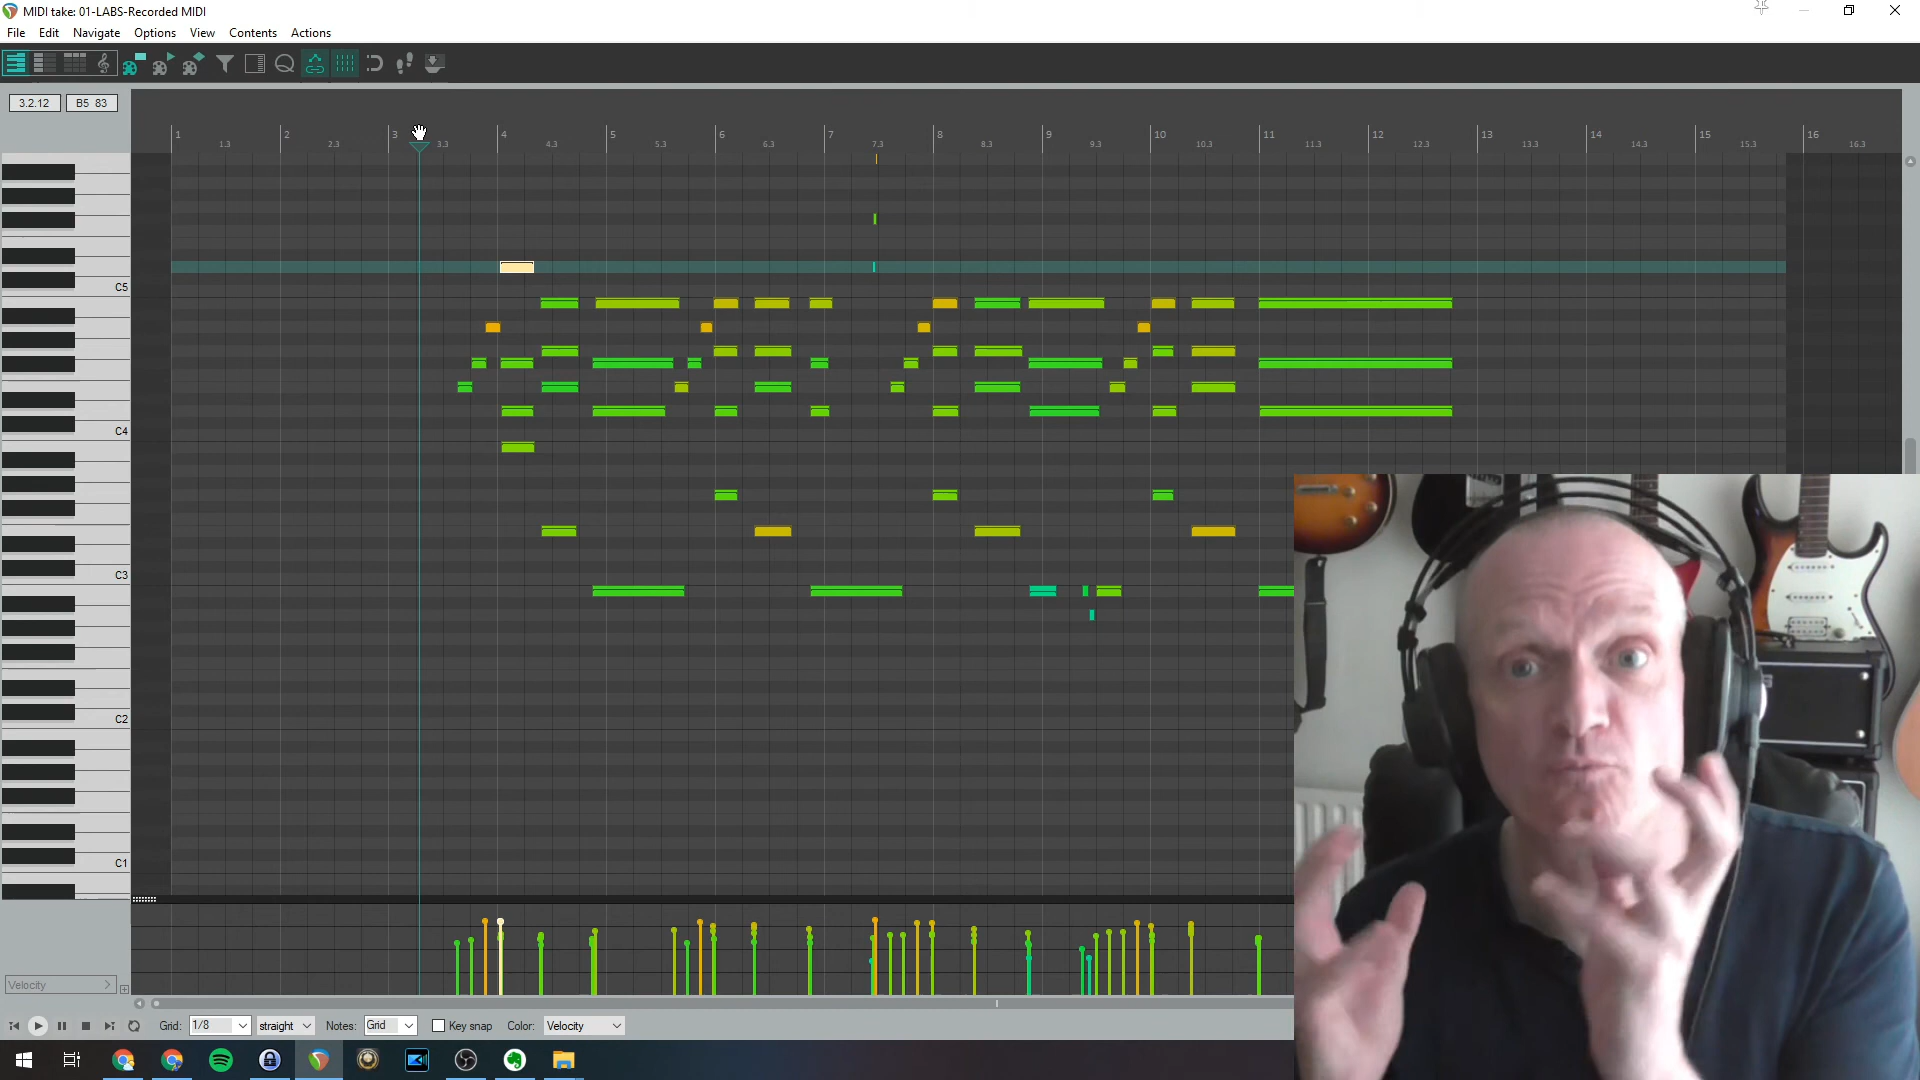 MIDI take: 01-LABS-Recorded MIDI
File Edit Navigate Options View Contents Actions
3.2.12 B5 83
1 2 3 4 5 6 7 8 9 10 11 12 13 14 15 16
1.3 2.3 3.3 4.3 5.3 6.3 7.3 8.3 9.3 10.3 11.3 12.3 13.3 14.3 15.3 16.3
C5
C4
C3
C2
C1
Velocity
Grid: 1/8 straight Notes: Grid Key snap Color: Velocity